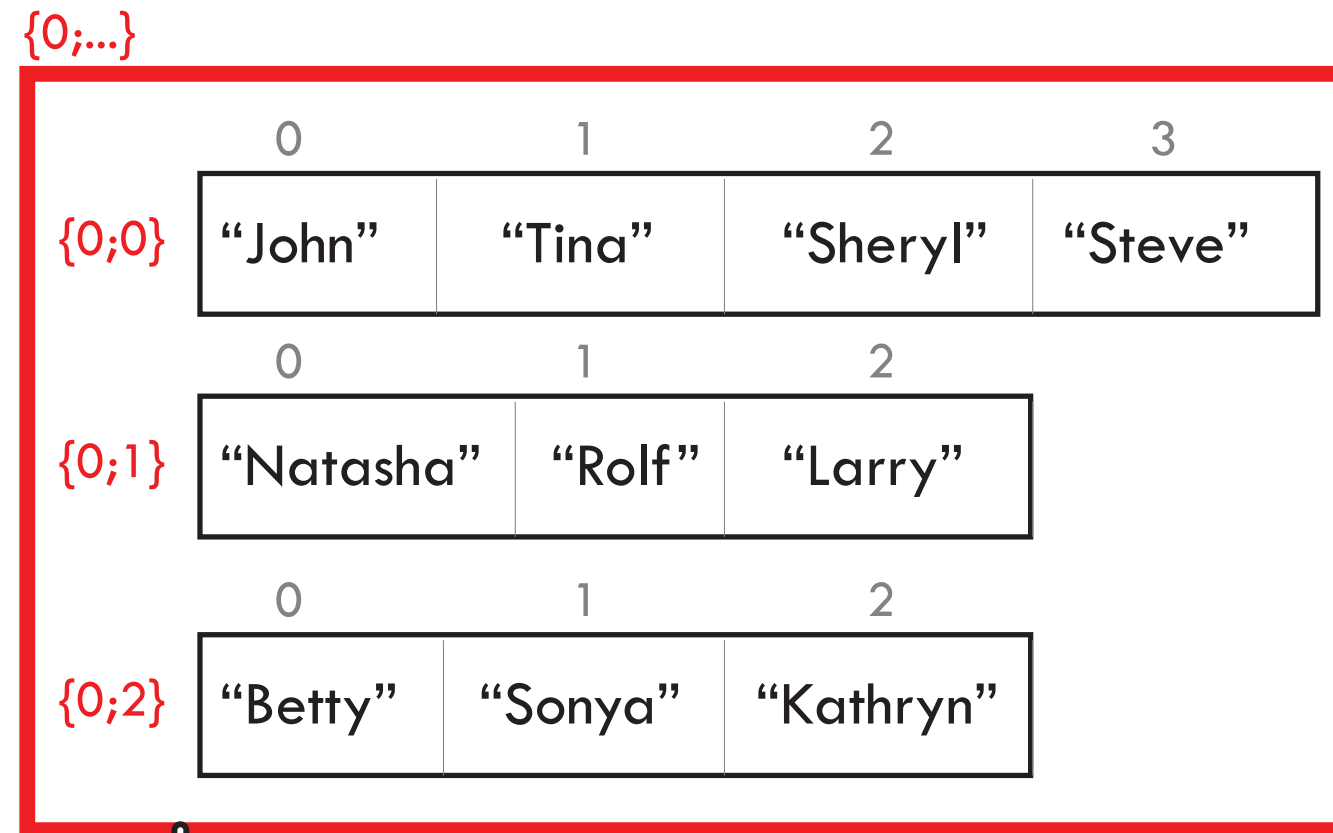 {0;...}
0 1 2 3
{0;0} “John” “Tina” “Sheryl” “Steve”
0 1 2
{0;1} “Natasha” “Rolf” “Larry”
0 1 2
{0;2} “Betty” “Sonya” “Kathryn”